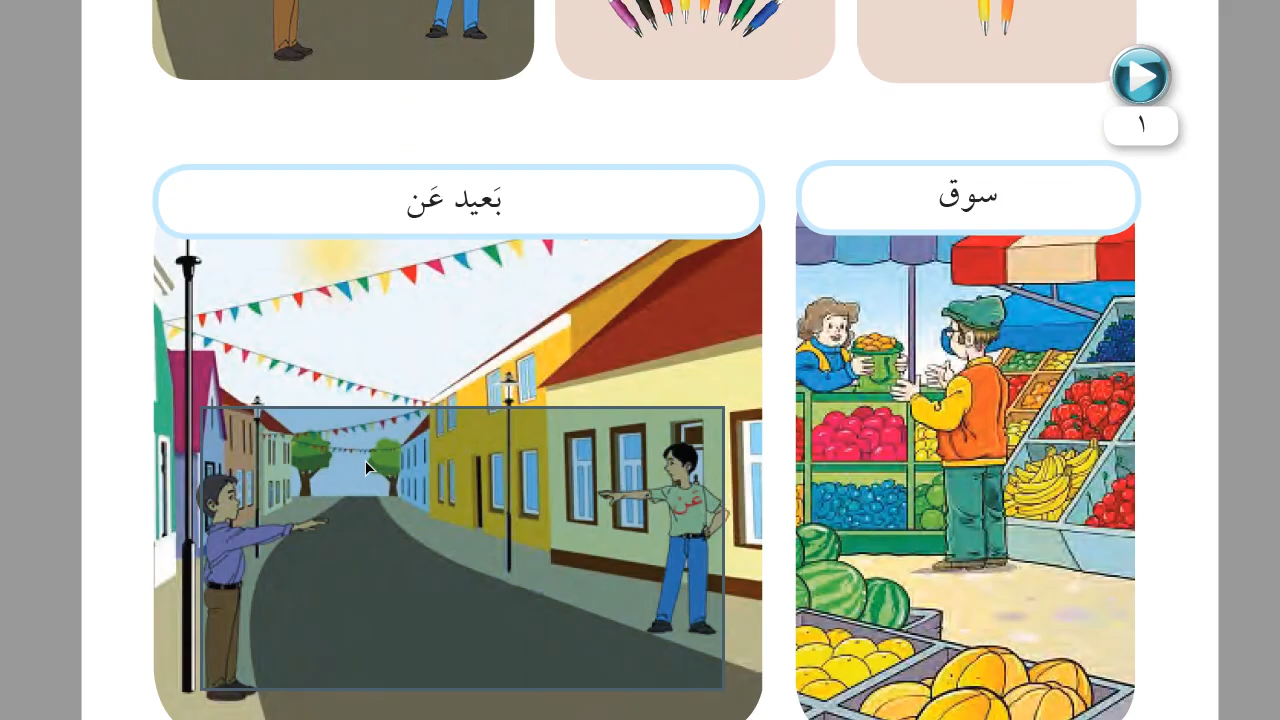 ١
سوق
بَعيد عَن
عَن